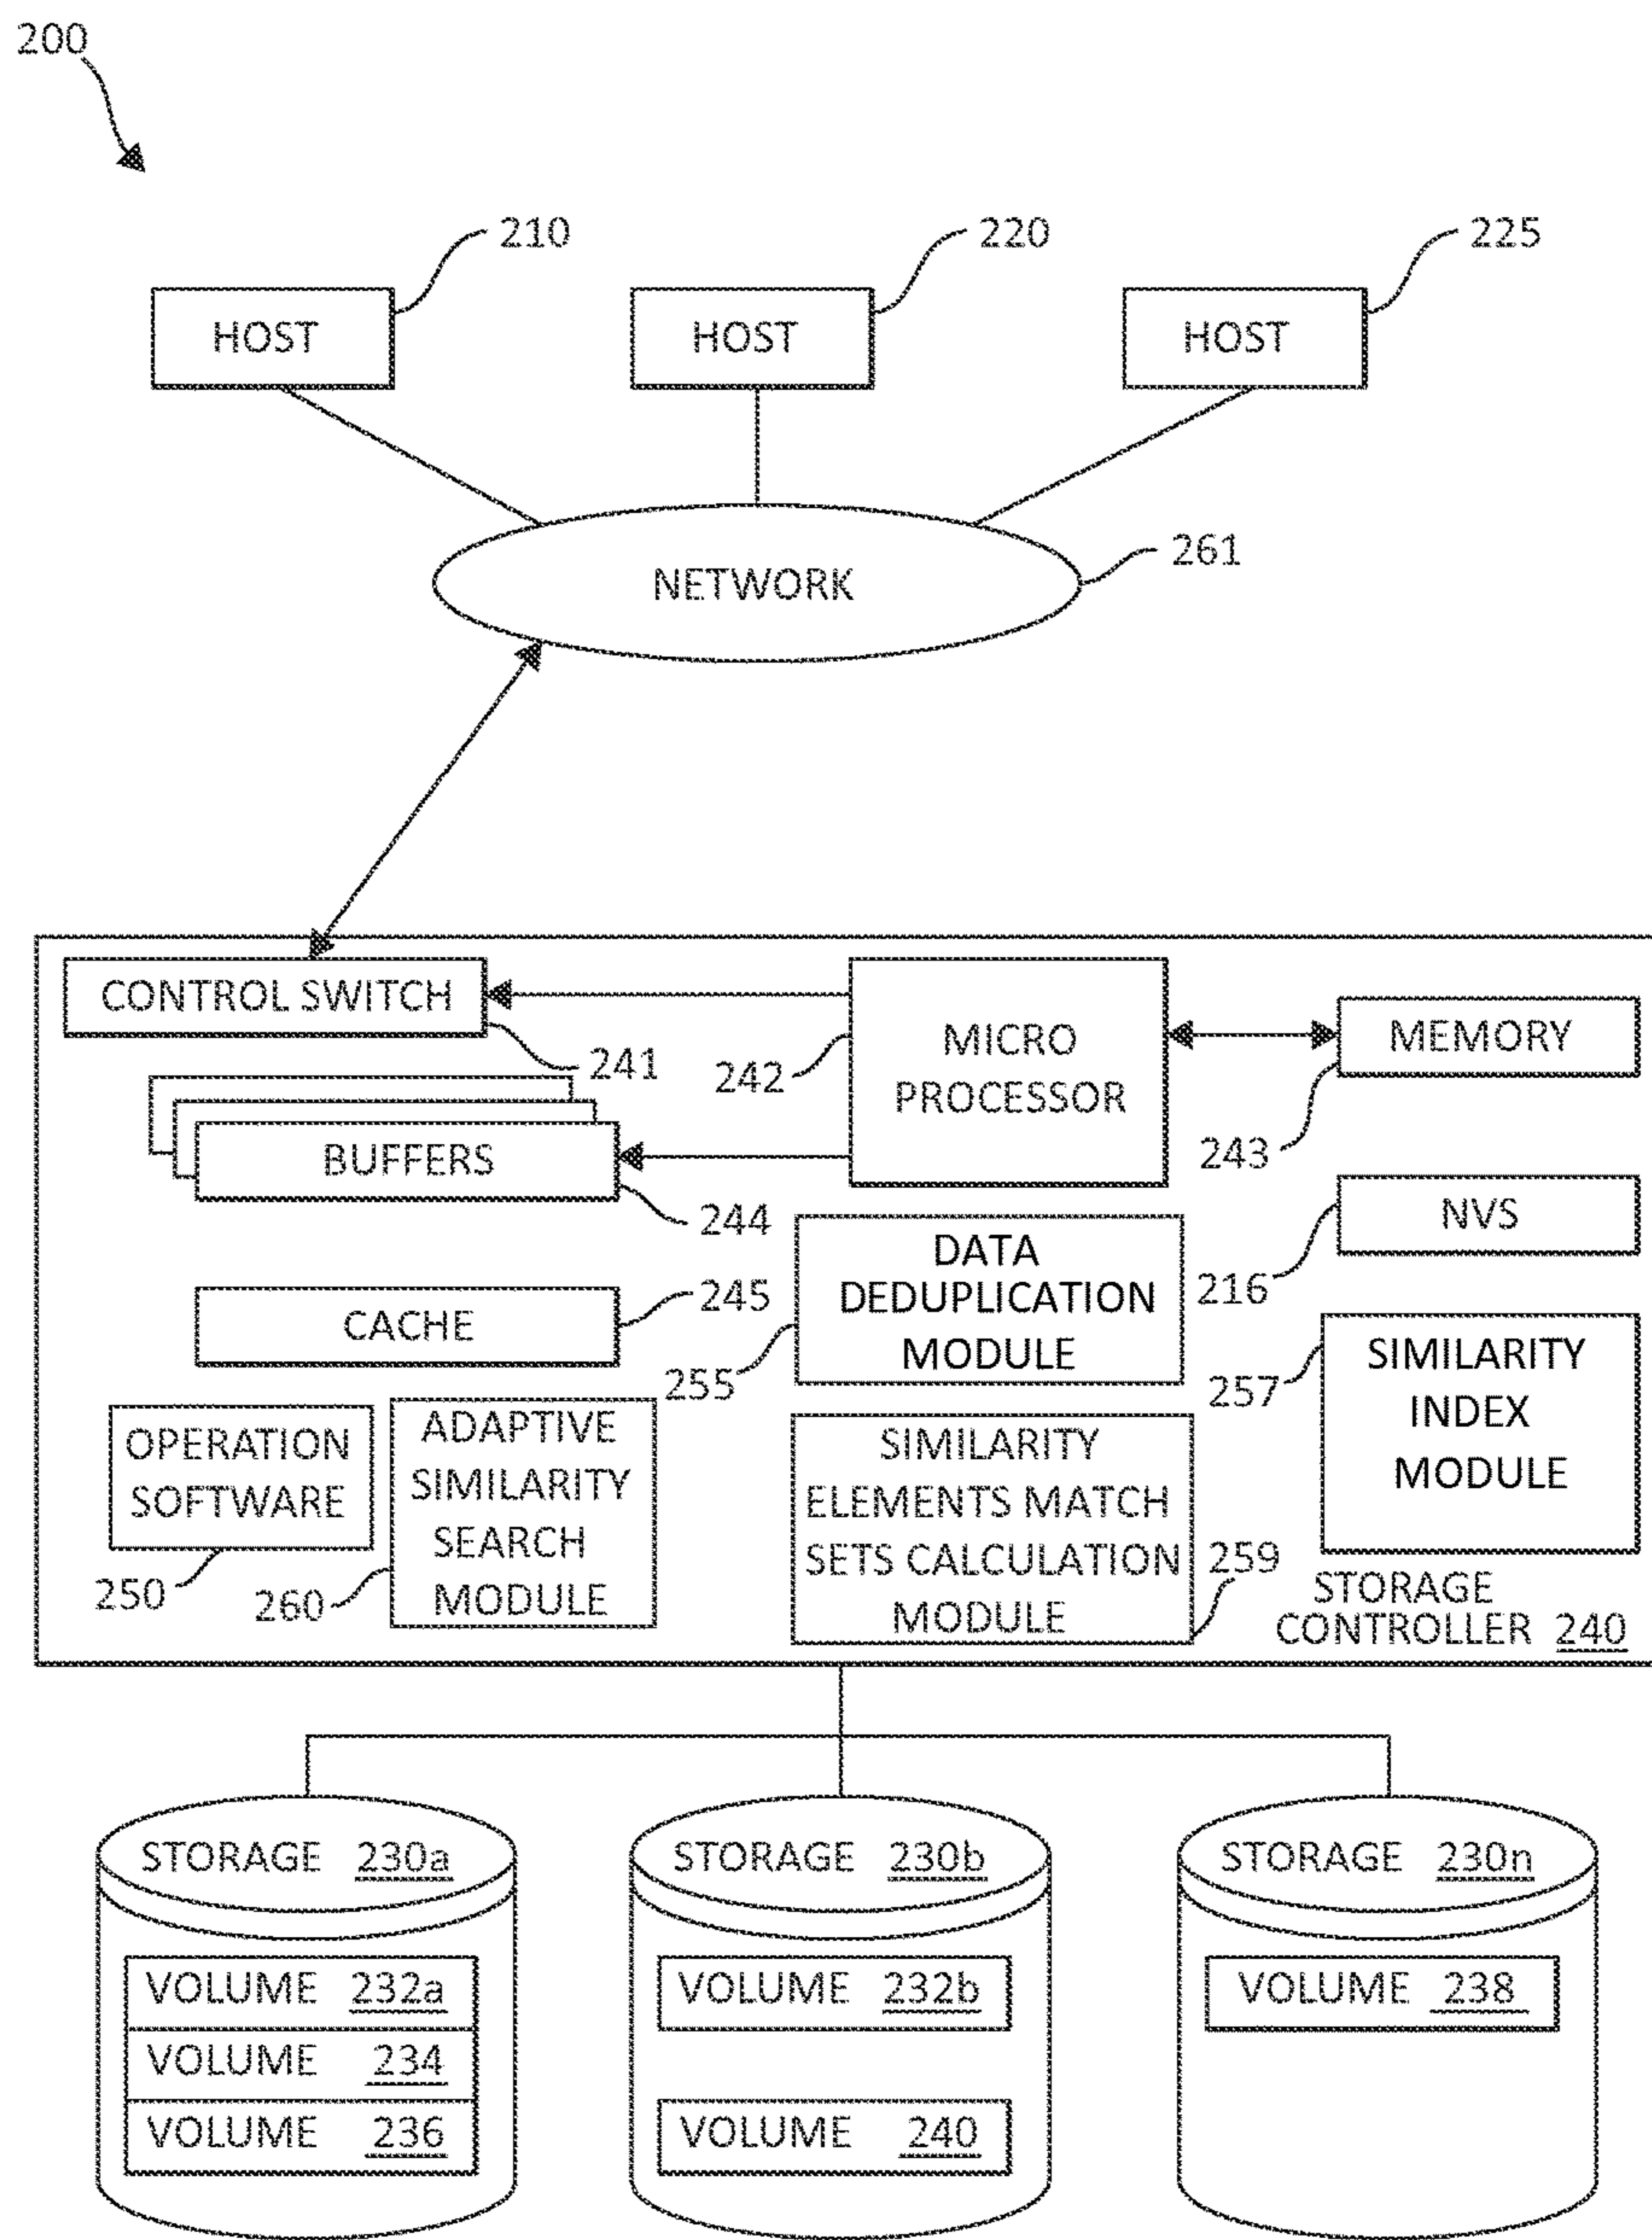 200
210
220
225
HOST
HOST
HOST
261
NETWORK
CONTROL SWITCH
241
MICRO
PROCESSOR
242
MEMORY
243
BUFFERS
244
NVS
216
CACHE
245
DATA
DEDUPLICATION
MODULE
255
SIMILARITY
INDEX
MODULE
257
OPERATION
SOFTWARE
250
ADAPTIVE
SIMILARITY
SEARCH
MODULE
260
SIMILARITY
ELEMENTS MATCH
SETS CALCULATION
MODULE
259
STORAGE
CONTROLLER 240
STORAGE 230a
STORAGE 230b
STORAGE 230n
VOLUME 232a
VOLUME 234
VOLUME 236
VOLUME 232b
VOLUME 240
VOLUME 238